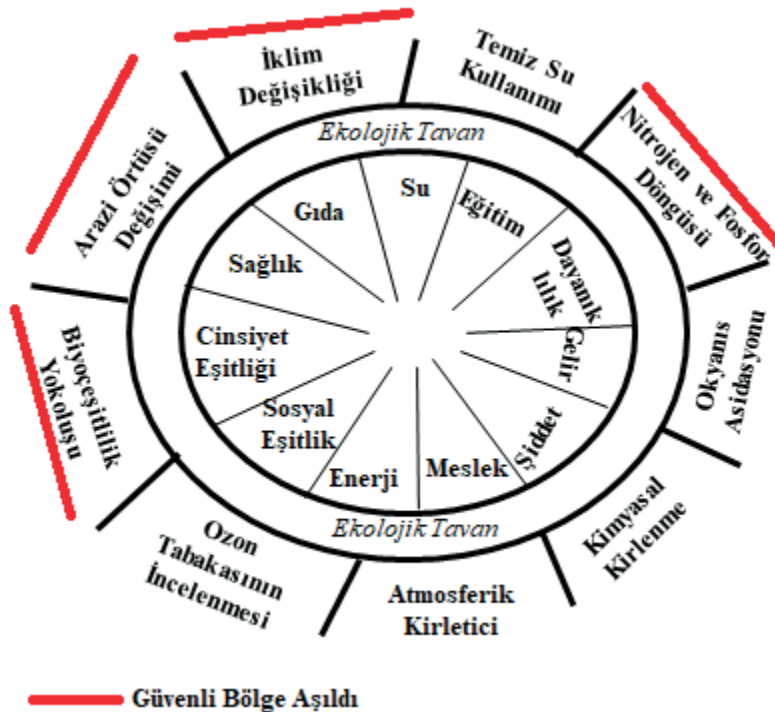 İklim
Değişikliği
Temiz Su
Kullanımı
Nitrojen ve Fosfor
Döngüsü
Okyanıs
Asidasyonu
Kimyasal
Kirlenme
Atmosferik
Kirletici
Ozon
Tabakasının
İncelenmesi
Biyoçeşitlilik
Yokoluşu
Arazi Örtüsü
Değişimi
Ekolojik Tavan
Su
Eğitim
Dayanık
lılık
Gelir
Şiddet
Meslek
Enerji
Sosyal
Eşitlik
Cinsiyet
Eşitliği
Sağlık
Gıda
Ekolojik Tavan
Güvenli Bölge Aşıldı